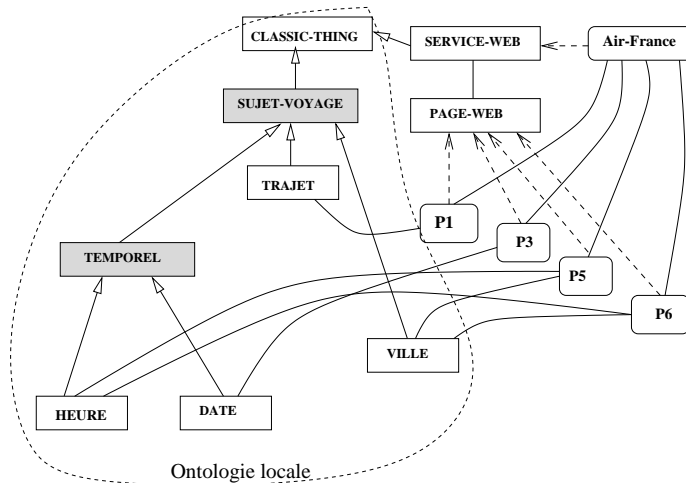 CLASSIC-THING
SERVICE-WEB
Air-France
SUJET-VOYAGE
PAGE-WEB
TRAJET
P1
P3
TEMPOREL
P5
P6
VILLE
HEURE
DATE
Ontologie locale